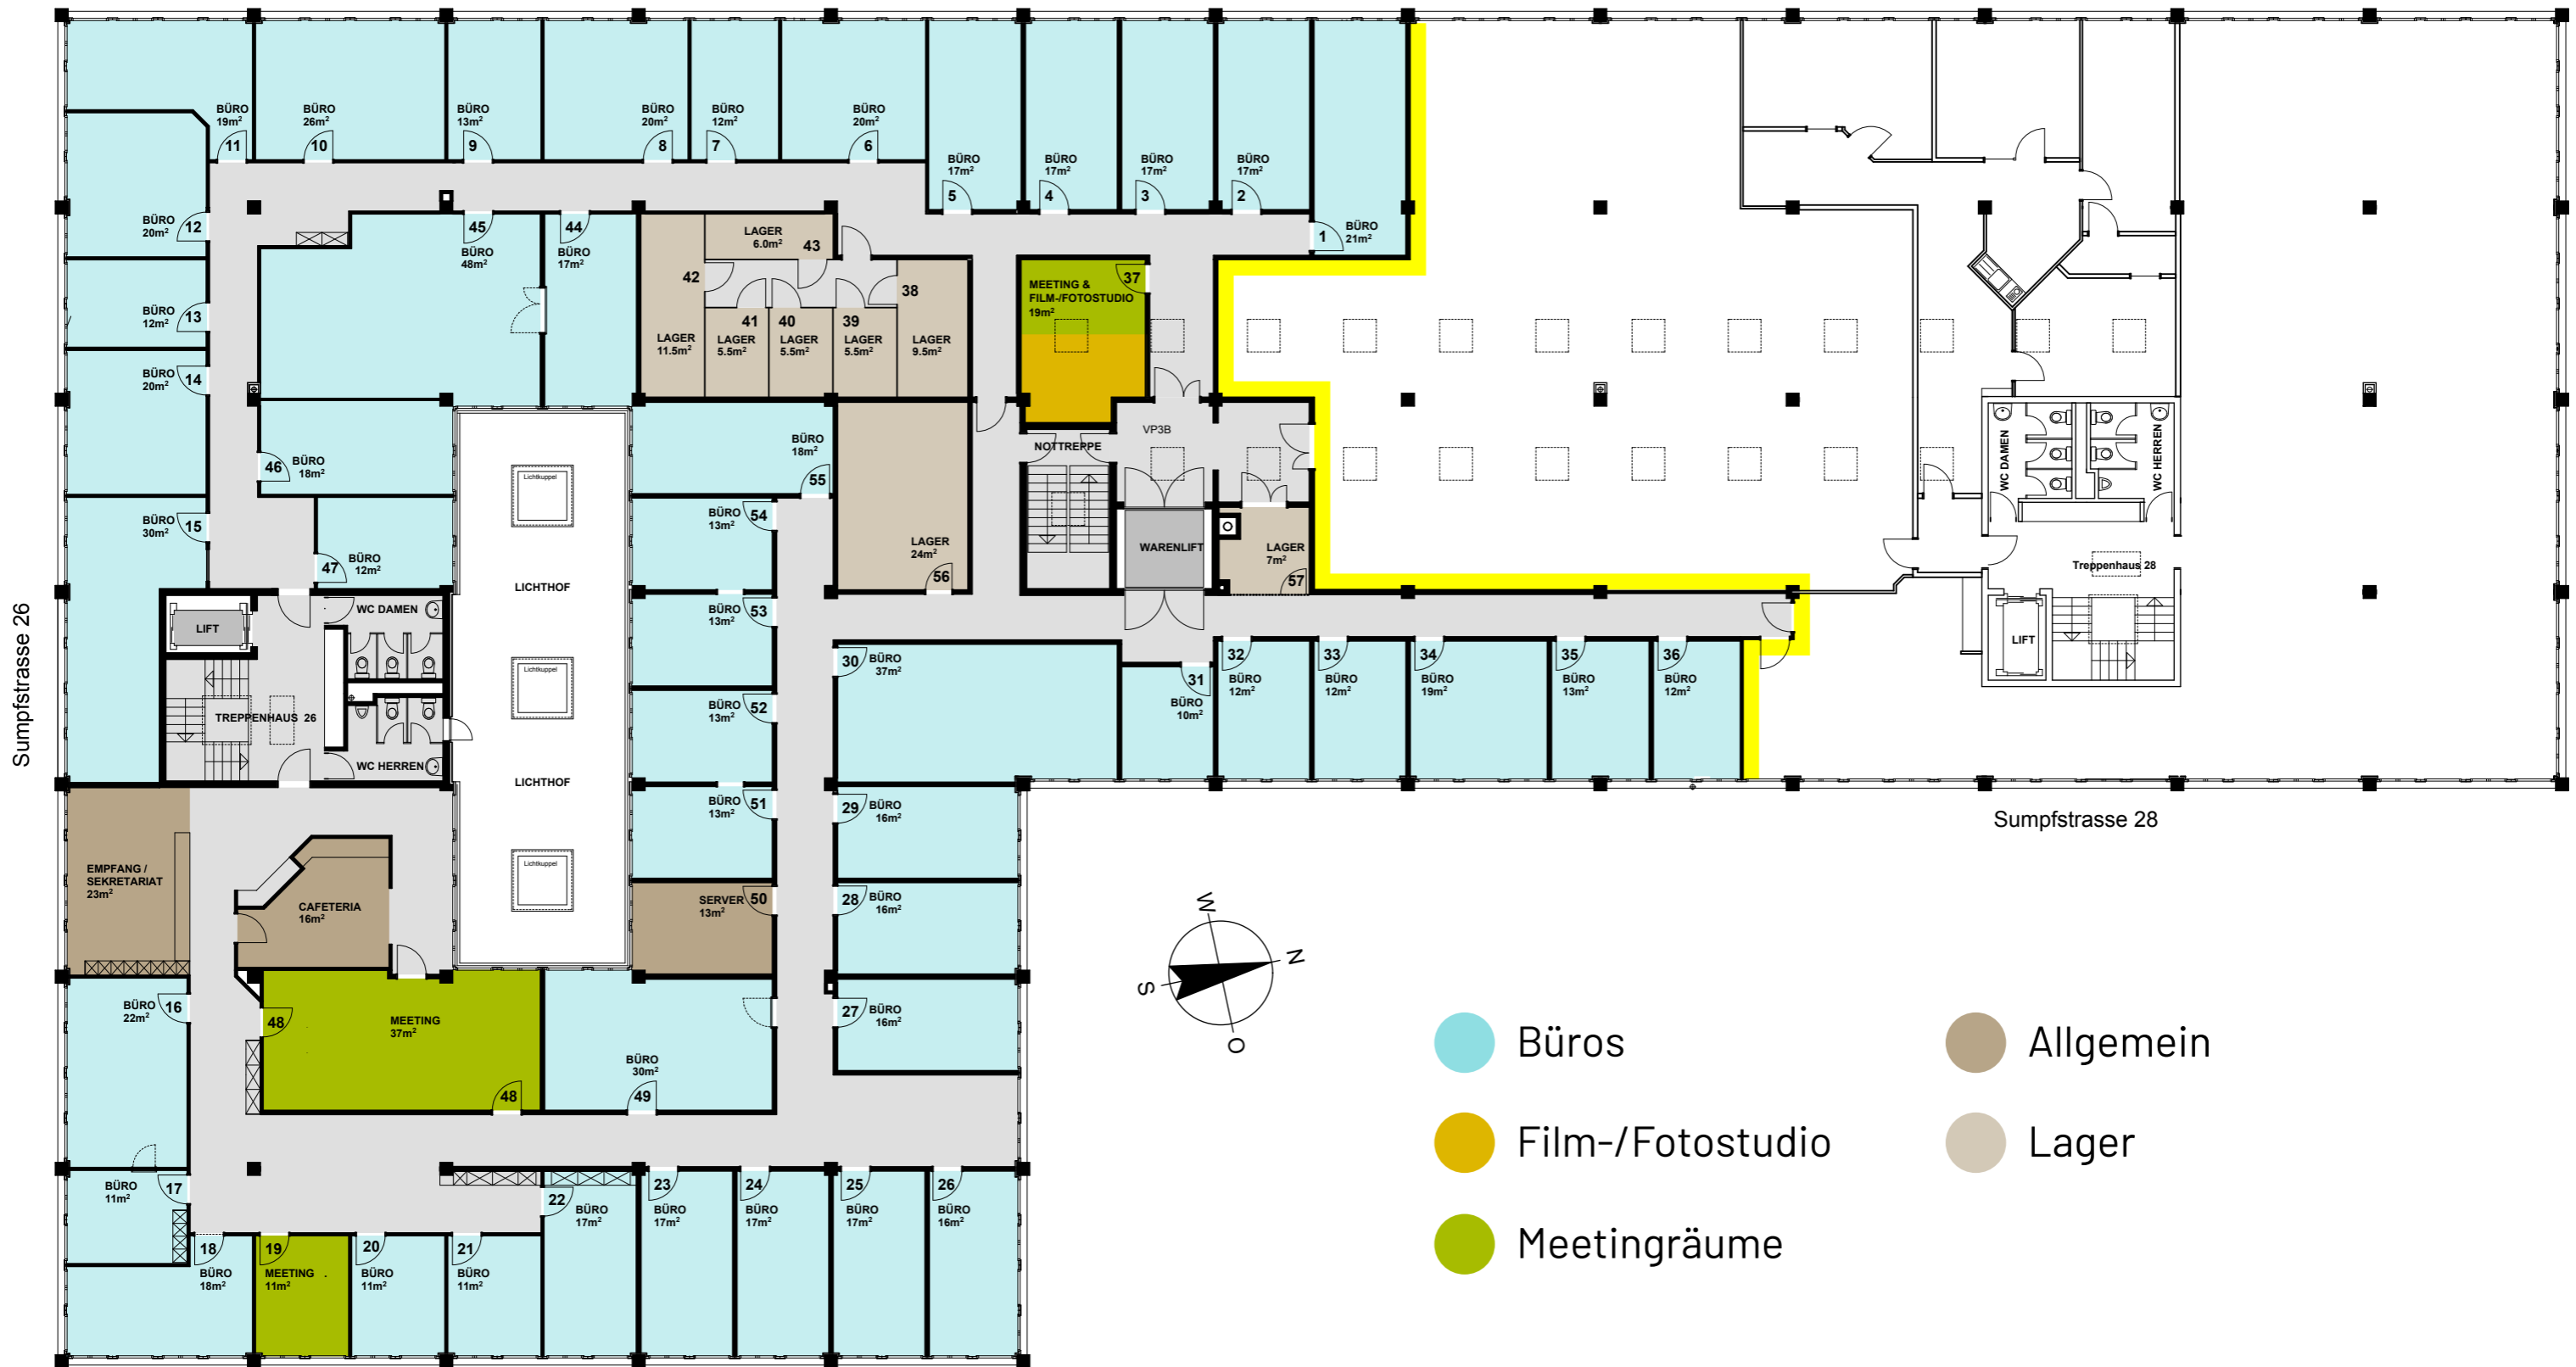 BÜRO
19m²
11
BÜRO
26m²
10
BÜRO
13m²
9
BÜRO
20m²
8
BÜRO
12m²
7
BÜRO
20m²
6
BÜRO
17m²
5
BÜRO
17m²
4
BÜRO
17m²
3
BÜRO
17m²
2
1
BÜRO
21m²
BÜRO
20m²
12
45
BÜRO
48m²
44
BÜRO
17m²
LAGER
6.0m²
43
42
LAGER
11.5m²
41
LAGER
5.5m²
40
LAGER
5.5m²
39
LAGER
5.5m²
38
LAGER
9.5m²
37
MEETING &
FILM-/FOTOSTUDIO
19m²
BÜRO
12m²
13
BÜRO
20m²
14
46
BÜRO
18m²
BÜRO
18m²
55
VP3B
NOTTREPPE
WC DAMEN
WC HERREN
Lichtkuppel
BÜRO
30m²
15
47
BÜRO
12m²
BÜRO
13m²
54
LAGER
24m²
56
WARENLIFT
LAGER
7m²
57
Treppenhaus 28
LICHTHOF
LIFT
WC DAMEN
BÜRO
13m²
53
LIFT
Sumpfstrasse 26
30
BÜRO
37m²
31
BÜRO
10m²
32
BÜRO
12m²
33
BÜRO
12m²
34
BÜRO
19m²
35
BÜRO
13m²
36
BÜRO
12m²
Lichtkuppel
TREPPENHAUS 26
BÜRO
13m²
52
WC HERREN
LICHTHOF
BÜRO
13m²
51
29
BÜRO
16m²
Sumpfstrasse 28
EMPFANG /
SEKRETARIAT
23m²
CAFETERIA
16m²
Lichtkuppel
SERVER
13m²
50
28
BÜRO
16m²
W
N
S
O
BÜRO
22m²
16
48
MEETING
37m²
48
BÜRO
30m²
49
27
BÜRO
16m²
BÜRO
11m²
17
18
BÜRO
18m²
19
MEETING
11m²
20
BÜRO
11m²
21
BÜRO
11m²
22
BÜRO
17m²
23
BÜRO
17m²
24
BÜRO
17m²
25
BÜRO
17m²
26
BÜRO
16m²
Büros
Allgemein
Film-/Fotostudio
Lager
Meetingräume